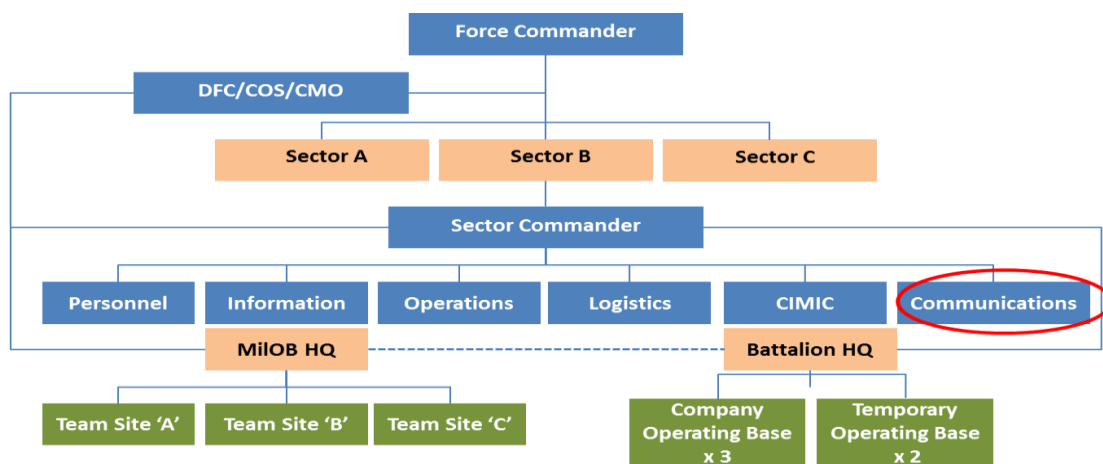 Force Commander
DFC/COS/CMO
Sector A
Sector B
Sector C
Sector Commander
Personnel
Information
Operations
Logistics
CIMIC
Communications
MilOB HQ
Battalion HQ
Team Site ‘A’
Team Site ‘B’
Team Site ‘C’
Company
Operating Base
x 3
Temporary
Operating Base
x 2